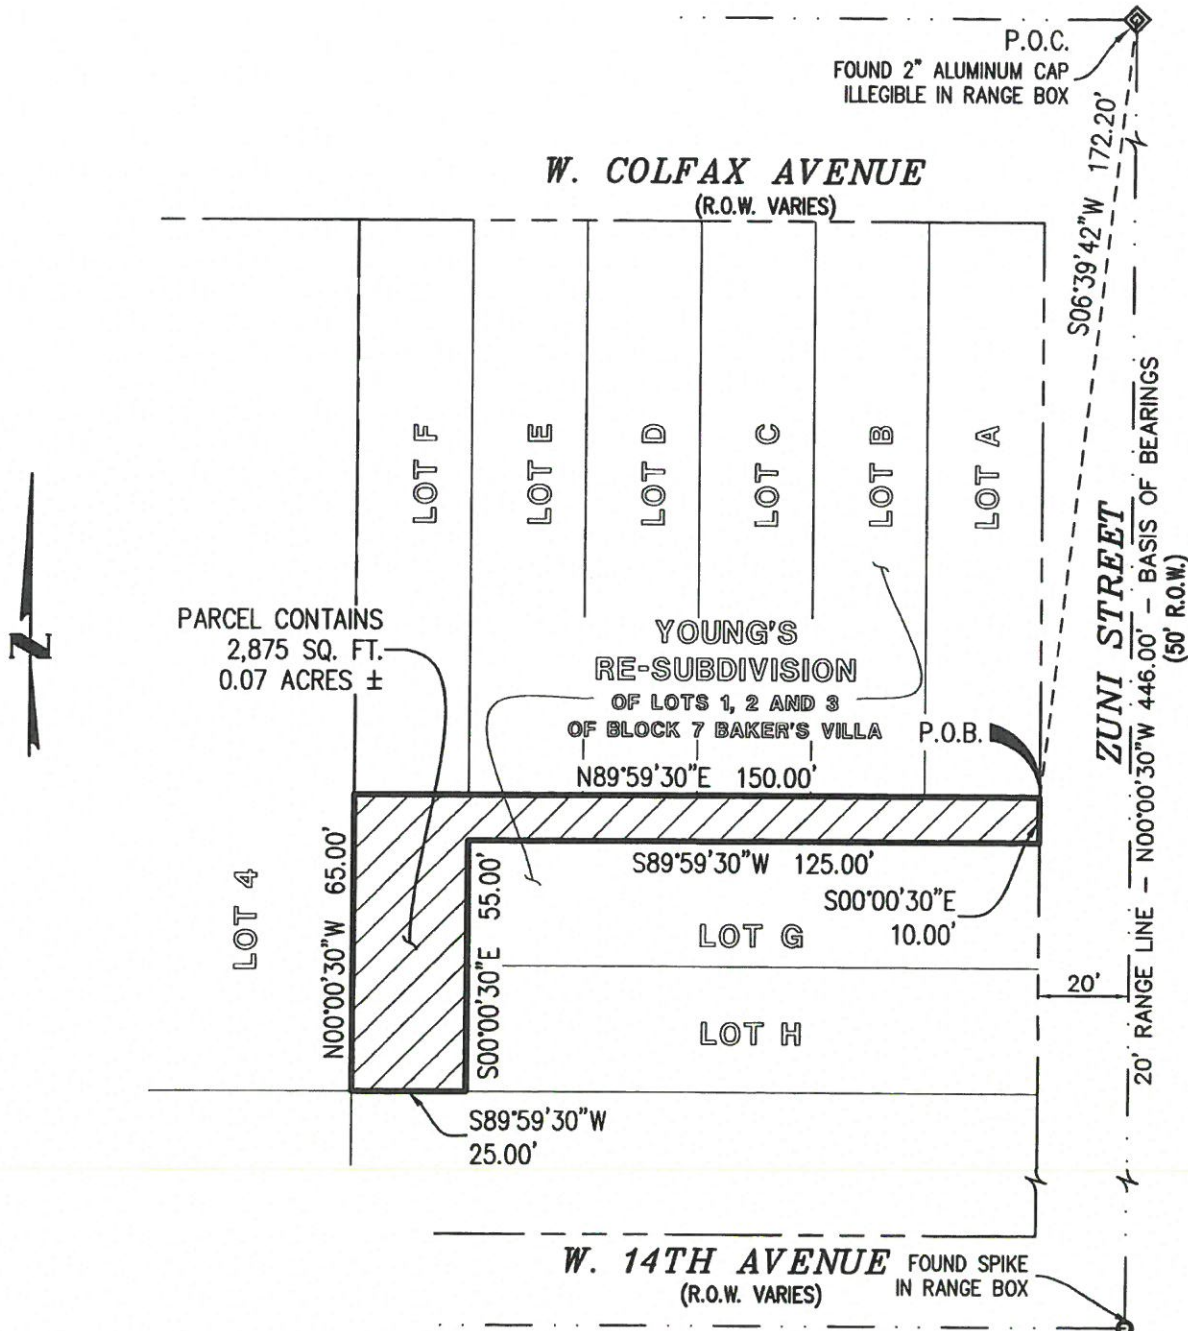 P.O.C.
FOUND 2" ALUMINUM CAP
ILLEGIBLE IN RANGE BOX
S06°39'42"W 172.20'
W. COLFAX AVENUE
(R.O.W. VARIES)
LOT F
LOT E
LOT D
LOT C
LOT B
LOT A
ZUNI STREET
(50' R.O.W.)
20' RANGE LINE - N00°00'30"W 446.00' - BASIS OF BEARINGS
N
PARCEL CONTAINS
2,875 SQ. FT.
0.07 ACRES ±
YOUNG'S
RE-SUBDIVISION
OF LOTS 1, 2 AND 3
OF BLOCK 7 BAKER'S VILLA
P.O.B.
N89°59'30"E 150.00'
S89°59'30"W 125.00'
S00°00'30"E
10.00'
LOT 4
N00°00'30"W 65.00'
S00°00'30"E 55.00'
LOT G
20'
LOT H
S89°59'30"W
25.00'
W. 14TH AVENUE
(R.O.W. VARIES)
FOUND SPIKE
IN RANGE BOX